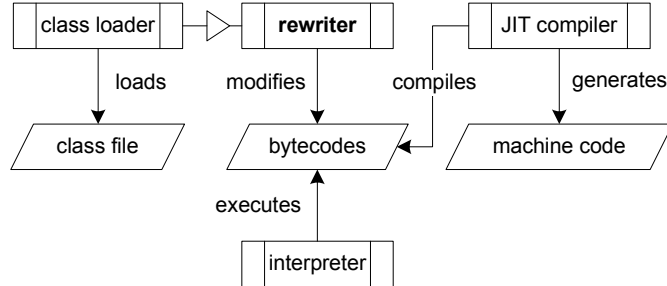 class loader
rewriter
JIT compiler
loads
modifies
compiles
generates
class file
bytecodes
machine code
executes
interpreter